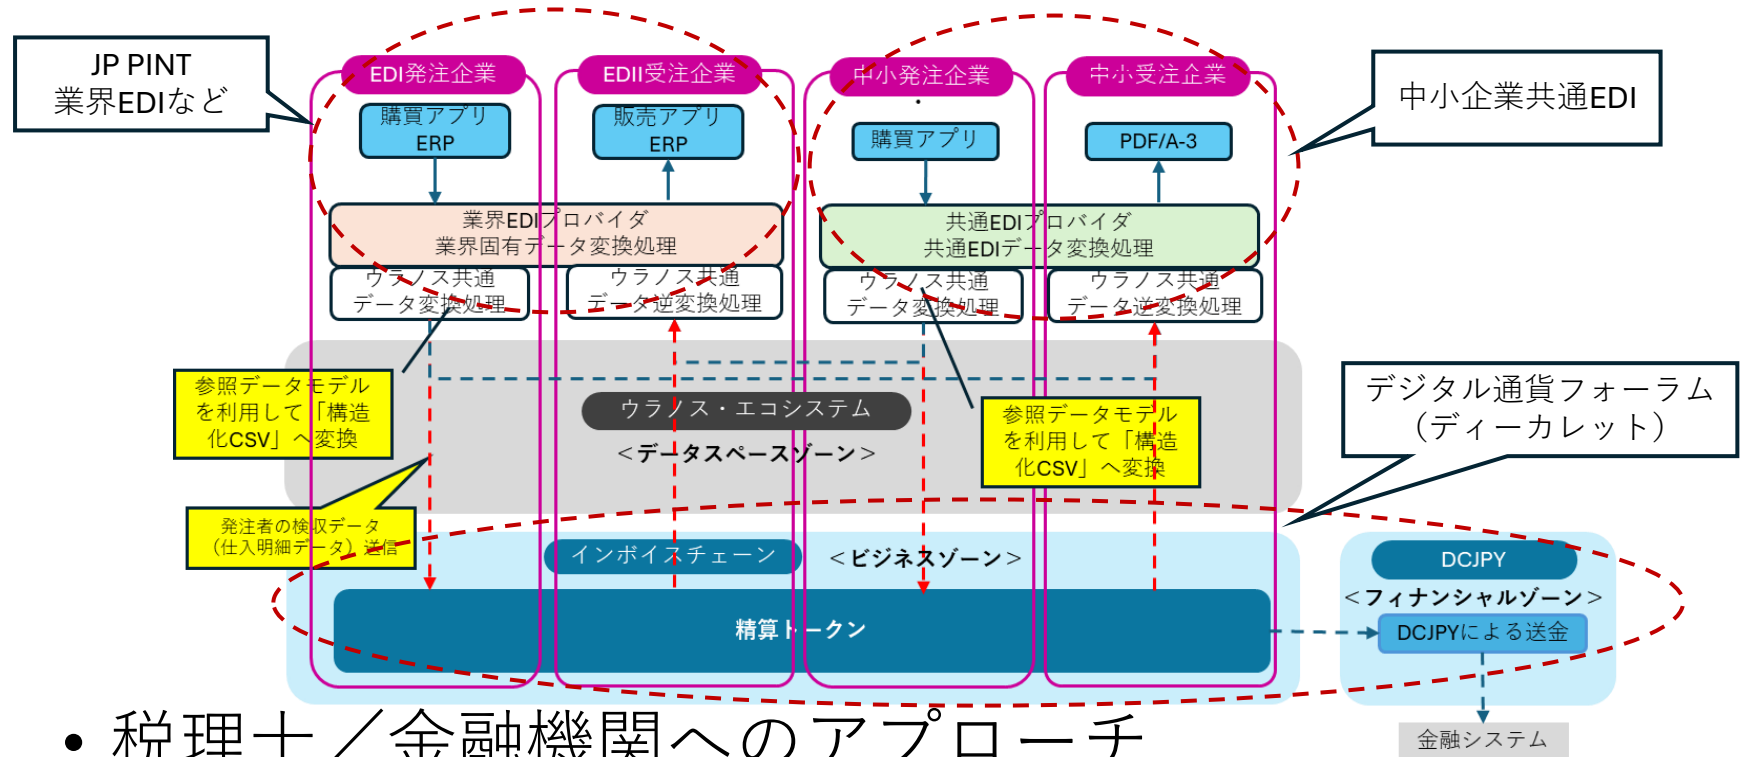 JP PINT
業界EDIなど
EDI発注企業
EDII受注企業
中小発注企業
中小受注企業
中小企業共通EDI
購買アプリ
ERP
販売アプリ
ERP
購買アプリ
PDF/A-3
業界EDIプロバイダ
業界固有データ変換処理
共通EDIプロバイダ
共通EDIデータ変換処理
ウラノス共通
データ変換処理
ウラノス共通
データ逆変換処理
ウラノス共通
データ変換処理
ウラノス共通
データ逆変換処理
参照データモデル
を利用して「構造
化CSV」へ変換
ウラノス・エコシステム
<データスペースゾーン>
参照データモデル
を利用して「構造
化CSV」へ変換
デジタル通貨フォーラム
（ディーカレット）
発注者の検収データ
（仕入明細データ）送信
インボイスチェーン
<ビジネスゾーン>
DCJPY
<フィナンシャルゾーン>
精算トークン
DCJPYによる送金
金融システム
• 税理士／金融機関へのアプローチ